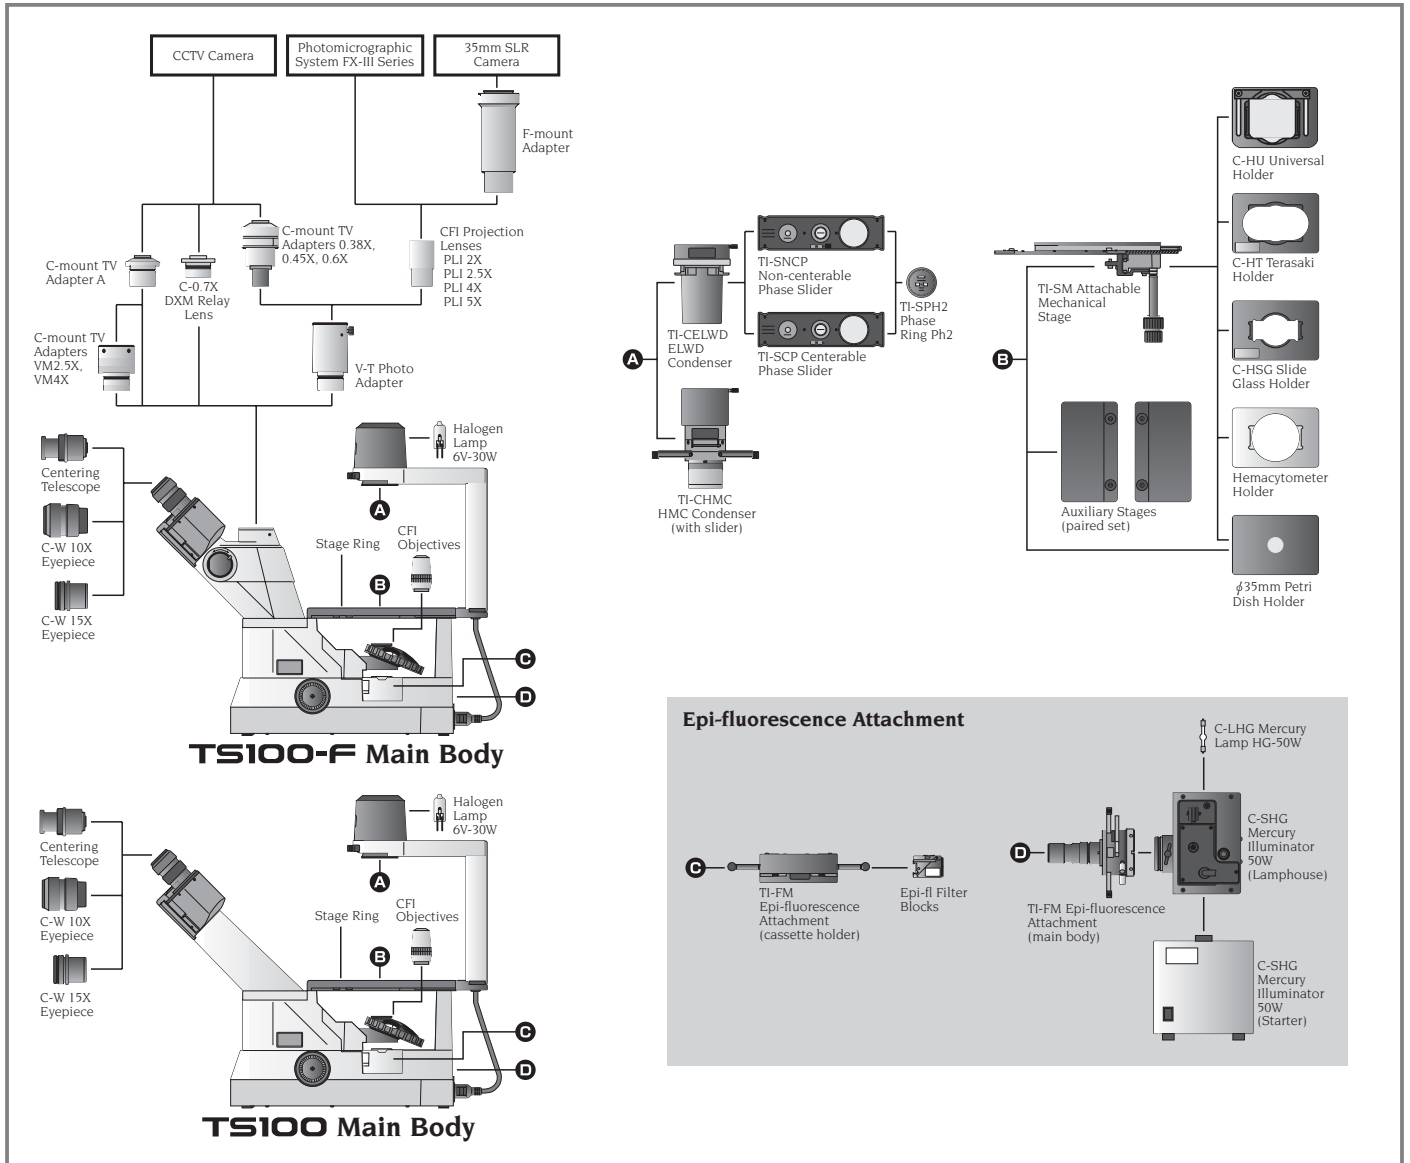 CCTV Camera
Photomicrographic
System FX-III Series
35mm SLR
Camera
F-mount
Adapter
C-mount TV
Adapter A
C-0.7X
DXM Relay
Lens
C-mount TV
Adapters 0.38X,
0.45X, 0.6X
CFI Projection
Lenses
PLI 2X
PLI 2.5X
PLI 4X
PLI 5X
C-mount TV
Adapters
VM2.5X,
VM4X
V-T Photo
Adapter
Centering
Telescope
C-W 10X
Eyepiece
C-W 15X
Eyepiece
Halogen
Lamp
6V-30W
A
Stage Ring
CFI
Objectives
B
C
D
TS100-F Main Body
Centering
Telescope
C-W 10X
Eyepiece
C-W 15X
Eyepiece
Halogen
Lamp
6V-30W
A
Stage Ring
CFI
Objectives
B
C
D
TS100 Main Body
A
TI-CELWD
ELWD
Condenser
TI-SNCP
Non-centerable
Phase Slider
TI-SCP Centerable
Phase Slider
TI-SPH2
Phase
Ring Ph2
TI-CHMC
HMC Condenser
(with slider)
B
TI-SM Attachable
Mechanical
Stage
Auxiliary Stages
(paired set)
C-HU Universal
Holder
C-HT Terasaki
Holder
C-HSG Slide
Glass Holder
Hemacytometer
Holder
ϕ35mm Petri
Dish Holder
Epi-fluorescence Attachment
C
TI-FM
Epi-fluorescence
Attachment
(cassette holder)
Epi-fl Filter
Blocks
D
TI-FM Epi-fluorescence
Attachment
(main body)
C-LHG Mercury
Lamp HG-50W
C-SHG
Mercury
Illuminator
50W
(Lamphouse)
C-SHG
Mercury
Illuminator
50W
(Starter)